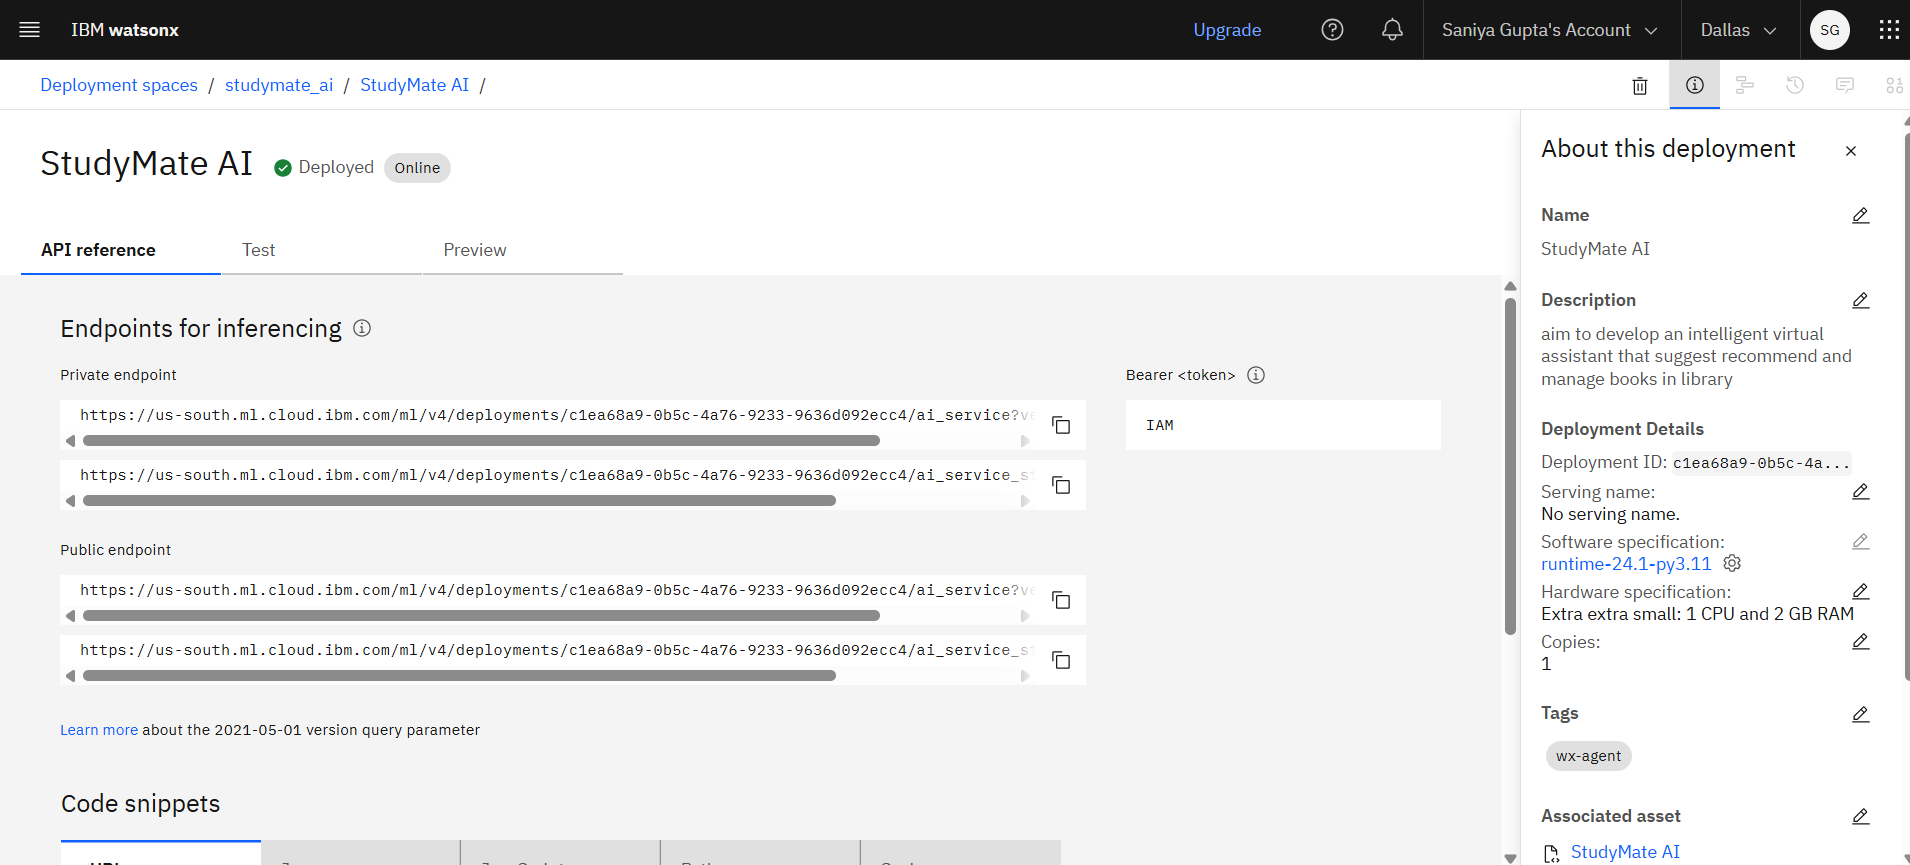 IBM watsonx
Upgrade
Saniya Gupta's Account
Dallas
SG
Deployment spaces / studymate_ai / StudyMate AI /
StudyMate AI
Deployed
Online
API reference
Test
Preview
Endpoints for inferencing
Private endpoint
https://us-south.ml.cloud.ibm.com/ml/v4/deployments/c1ea68a9-0b5c-4a76-9233-9636d092ecc4/ai_service?ve
https://us-south.ml.cloud.ibm.com/ml/v4/deployments/c1ea68a9-0b5c-4a76-9233-9636d092ecc4/ai_service_st
Bearer <token>
IAM
Public endpoint
https://us-south.ml.cloud.ibm.com/ml/v4/deployments/c1ea68a9-0b5c-4a76-9233-9636d092ecc4/ai_service?ve
https://us-south.ml.cloud.ibm.com/ml/v4/deployments/c1ea68a9-0b5c-4a76-9233-9636d092ecc4/ai_service_st
Learn more about the 2021-05-01 version query parameter
Code snippets
About this deployment
Name
StudyMate AI
Description
aim to develop an intelligent virtual
assistant that suggest recommend and
manage books in library
Deployment Details
Deployment ID: c1ea68a9-0b5c-4a...
Serving name:
No serving name.
Software specification:
runtime-24.1-py3.11
Hardware specification:
Extra extra small: 1 CPU and 2 GB RAM
Copies:
1
Tags
wx-agent
Associated asset
StudyMate AI